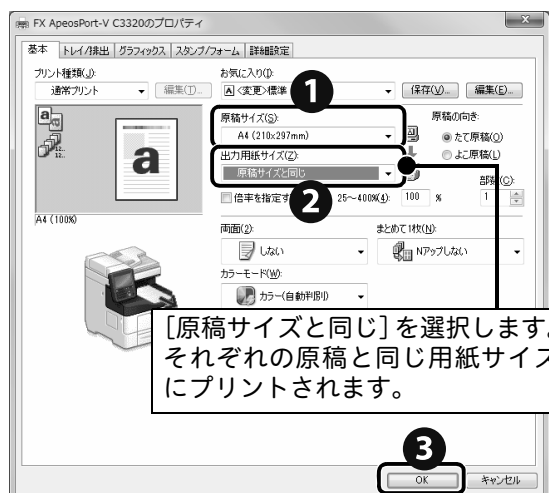 FX ApeosPort-V C3320のプロパティ
基本 トレイ/排出 グラフィックス スタンプ/フォーム 詳細設定
プリント種類(J):
通常プリント
編集(T)...
お気に入り(I):
A <変更>標準
保存(V)...
編集(E)...
1
原稿サイズ(S):
A4 (210x297mm)
原稿の向き:
たて原稿(O)
よこ原稿(L)
出力用紙サイズ(Z):
原稿サイズと同じ
2
倍率を指定す
25~400%(4):
100 %
部数(C):
1
a
a
A4 (100%)
両面(2):
しない
まとめて1枚(N):
Nアップしない
カラーモード(W):
カラー(自動判別)
[原稿サイズと同じ]を選択します。
それぞれの原稿と同じ用紙サイズ
にプリントされます。
3
OK
キャンセル